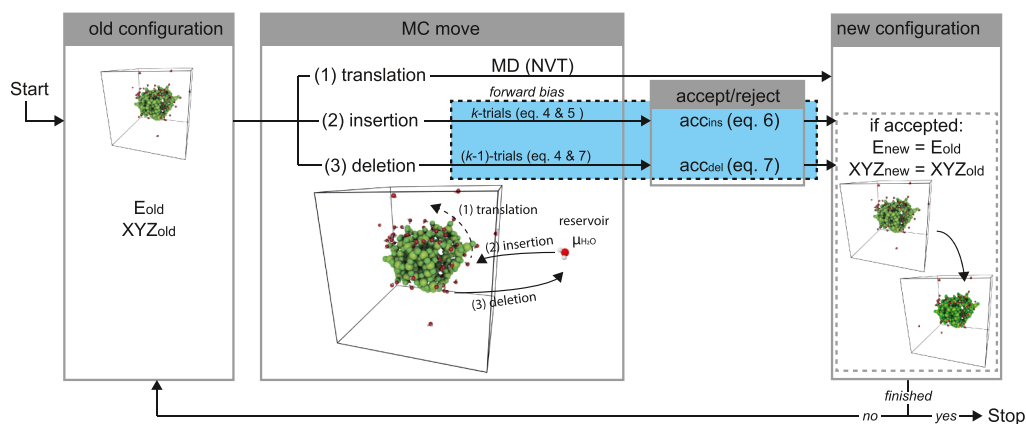 old configuration
MC move
new configuration
Start
(1) translation
MD (NVT)
forward bias
accept/reject
(2) insertion
k-trials (eq. 4 & 5 )
accins (eq. 6)
(3) deletion
(k-1)-trials (eq. 4 & 7)
accdel (eq. 7)
if accepted:
Enew = Eold
XYZnew = XYZold
Eold
XYZold
(1) translation
reservoir
μH2O
(2) insertion
(3) deletion
finished
no
yes
Stop